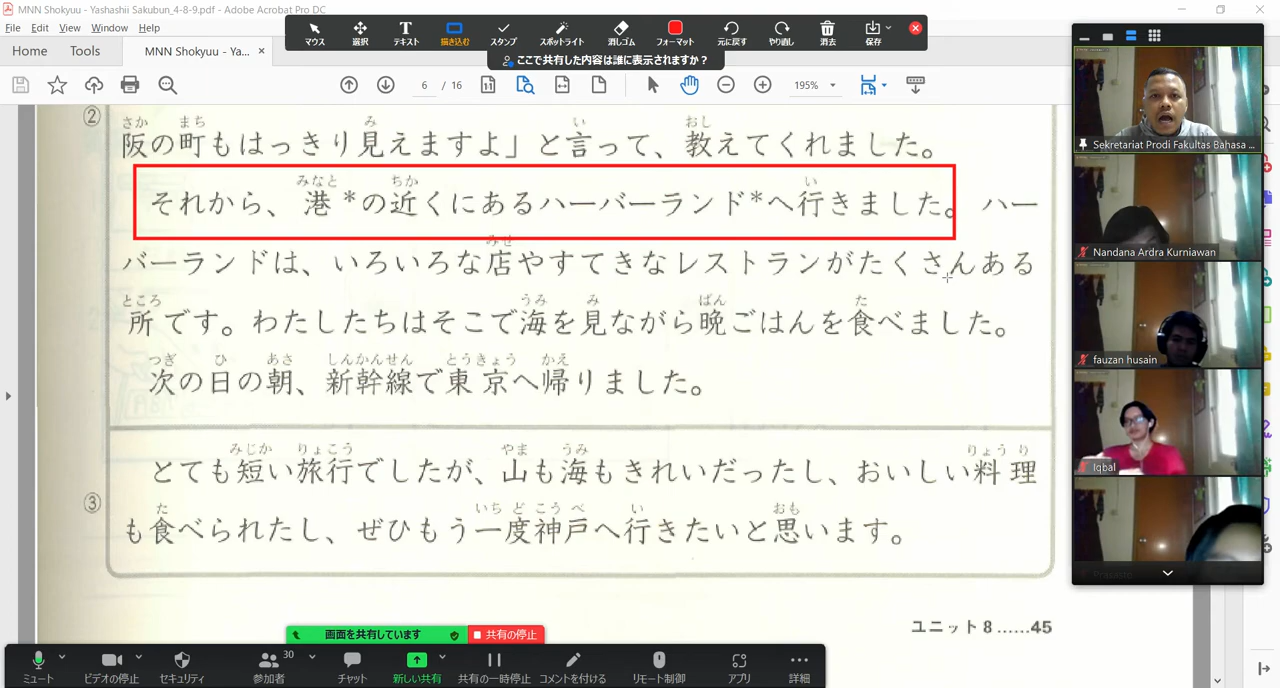 MNN Shokyuu - Yasashii Sakubun_4-8-9.pdf - Adobe Acrobat Pro DC
File Edit View Window Help
Home Tools MNN Shokyuu - Ya... ×
マウス 選択 テキスト 描き込む スタンプ スポットライト 消しゴム フォーマット 元に戻す やり直し 消去 保存
ここで共有した内容は誰に表示されますか?
6 / 16 195%
②
さか まち み い おし
阪の町もはっきり見えますよ」と言って、教えてくれました。
みなと ちか い
それから、港*の近くにあるハーバーランド*へ行きました。ハー
みせ
バーランドは、いろいろな店やすてきなレストランがたくさんある
ところ うみ み ばん た
所です。わたしたちはそこで海を見ながら晩ごはんを食べました。
つぎ ひ あさ しんかんせん とうきょう かえ
次の日の朝、新幹線で東京へ帰りました。
みじか りょこう やま うみ りょうり
とても短い旅行でしたが、山も海もきれいだったし、おいしい料理
③
た いちど こうべ い おも
も食べられたし、ぜひもう一度神戸へ行きたいと思います。
ユニット8……45
Sekretariat Prodi Fakultas Bahasa ...
Nandana Ardra Kurniawan
fauzan husain
Iqbal
画面を共有しています 共有の停止
ミュート ビデオの停止 セキュリティ 30 参加者 チャット 新しい共有 共有の一時停止 コメントを付ける リモート制御 アプリ 詳細